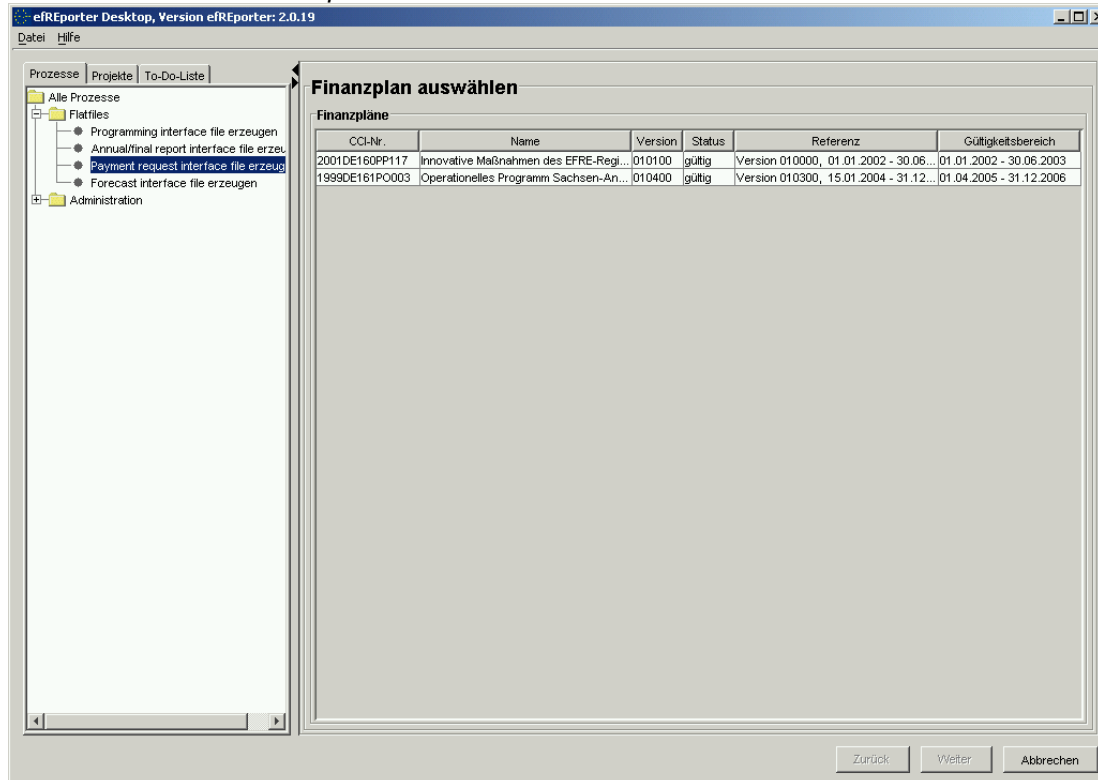 efREporter Desktop, Version efREporter: 2.0.19
Datei Hilfe
Prozesse Projekte To-Do-Liste
Alle Prozesse
Flatfiles
Programming interface file erzeugen
Annual/final report interface file erzeu
Payment request interface file erzeug
Forecast interface file erzeugen
Administration
Finanzplan auswählen
Finanzpläne
CCI-Nr. Name Version Status Referenz Gültigkeitsbereich
2001DE160PP117 Innovative Maßnahmen des EFRE-Regi... 010100 gültig Version 010000, 01.01.2002 - 30.06... 01.01.2002 - 30.06.2003
1999DE161PO003 Operationelles Programm Sachsen-An... 010400 gültig Version 010300, 15.01.2004 - 31.12... 01.04.2005 - 31.12.2006
Zurück Weiter Abbrechen